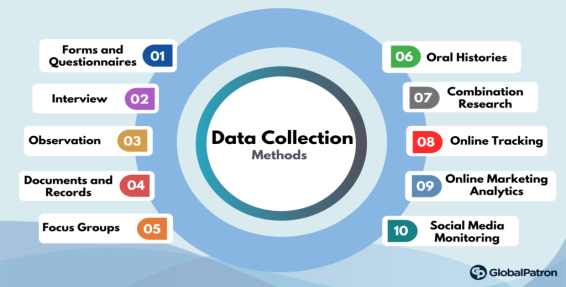 Forms and
Questionnaires
01
Interview
02
Observation
03
Documents and
Records
04
Focus Groups
05
Data Collection
Methods
06
Oral Histories
07
Combination
Research
08
Online Tracking
09
Online Marketing
Analytics
10
Social Media
Monitoring
GlobalPatron